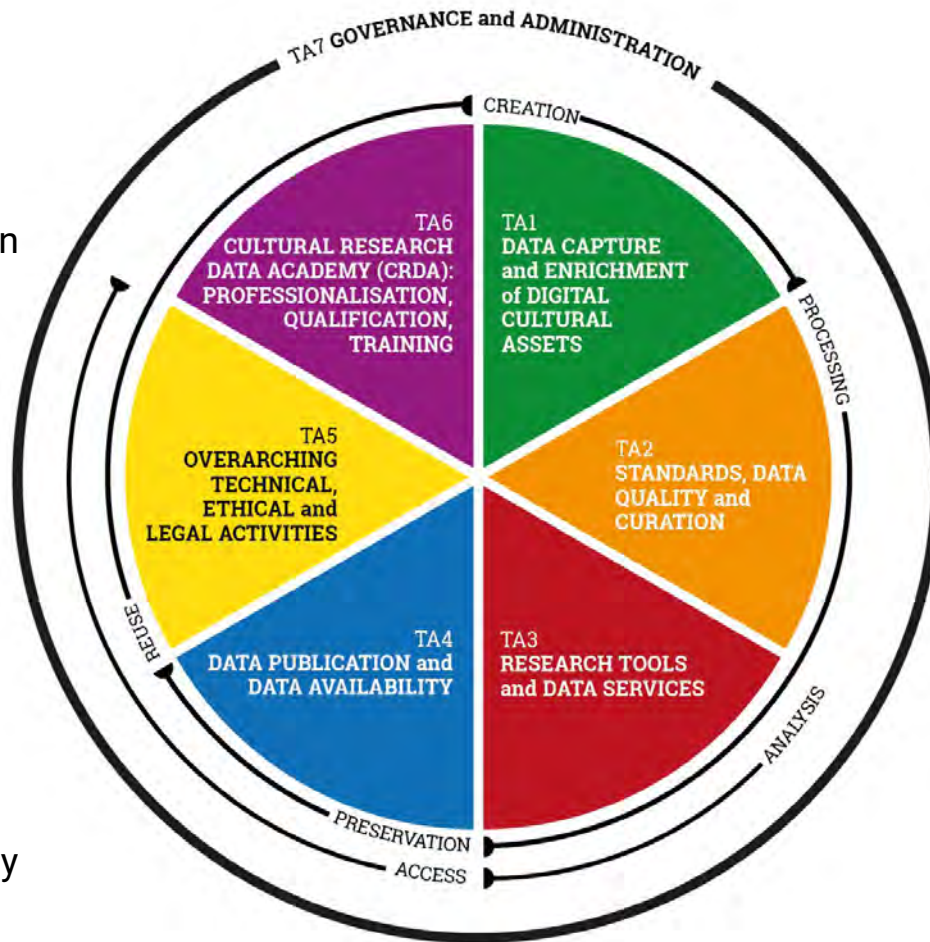 TA7 GOVERNANCE and ADMINISTRATION
CREATION
TA6
CULTURAL RESEARCH
DATA ACADEMY (CRDA):
PROFESSIONALISATION,
QUALIFICATION,
TRAINING
TA1
DATA CAPTURE
and ENRICHMENT
of DIGITAL
CULTURAL
ASSETS
PROCESSING
TA5
OVERARCHING
TECHNICAL,
ETHICAL and
LEGAL ACTIVITIES
TA2
STANDARDS, DATA
QUALITY and
CURATION
REUSE
TA4
DATA PUBLICATION and
DATA AVAILABILITY
TA3
RESEARCH TOOLS
and DATA SERVICES
ANALYSIS
PRESERVATION
ACCESS